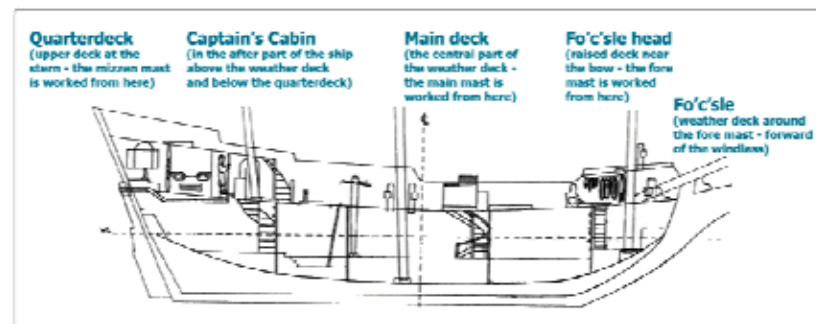 Quarterdeck
(upper deck at the
stern - the mizzen mast
is worked from here)
Captain's Cabin
(in the after part of the ship
above the weather deck
and below the quarterdeck)
Main deck
(the central part of
the weather deck -
the main mast is
worked from here)
Fo'c'sle head
(raised deck near
the bow - the fore
mast is worked
from here)
Fo'c'sle
(weather deck around
the fore mast - forward
of the windlass)